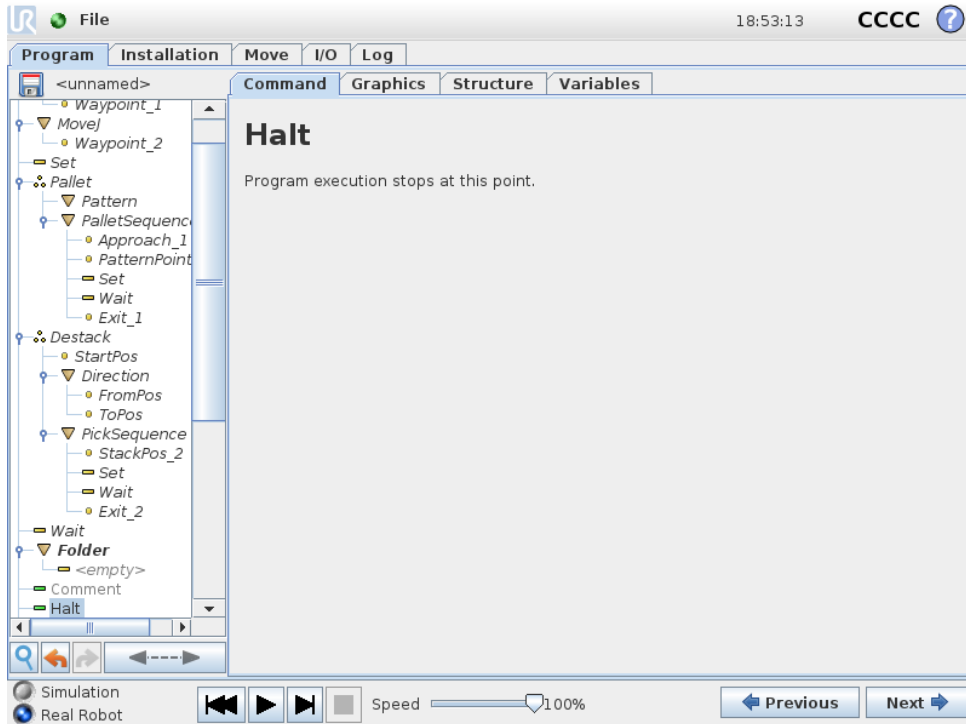 UR File 18:53:13 CCCC ?
Program Installation Move I/O Log
<unnamed>
Command Graphics Structure Variables
Waypoint_1
MoveJ
Waypoint_2
Set
Pallet
Pattern
PalletSequenc
Approach_1
PatternPoint
Set
Wait
Exit_1
Destack
StartPos
Direction
FromPos
ToPos
PickSequence
StackPos_2
Set
Wait
Exit_2
Wait
Folder
<empty>
Comment
Halt
Halt
Program execution stops at this point.
Simulation
Real Robot
Speed 100%
Previous Next